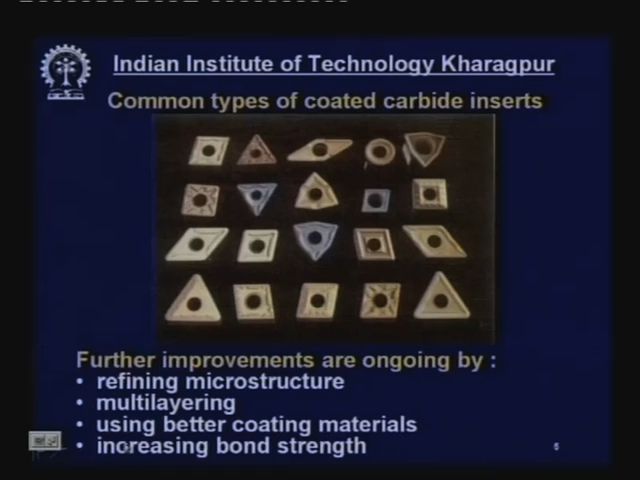 Indian Institute of Technology Kharagpur
Common types of coated carbide inserts
Further improvements are ongoing by :
• refining microstructure
• multilayering
• using better coating materials
• increasing bond strength
6